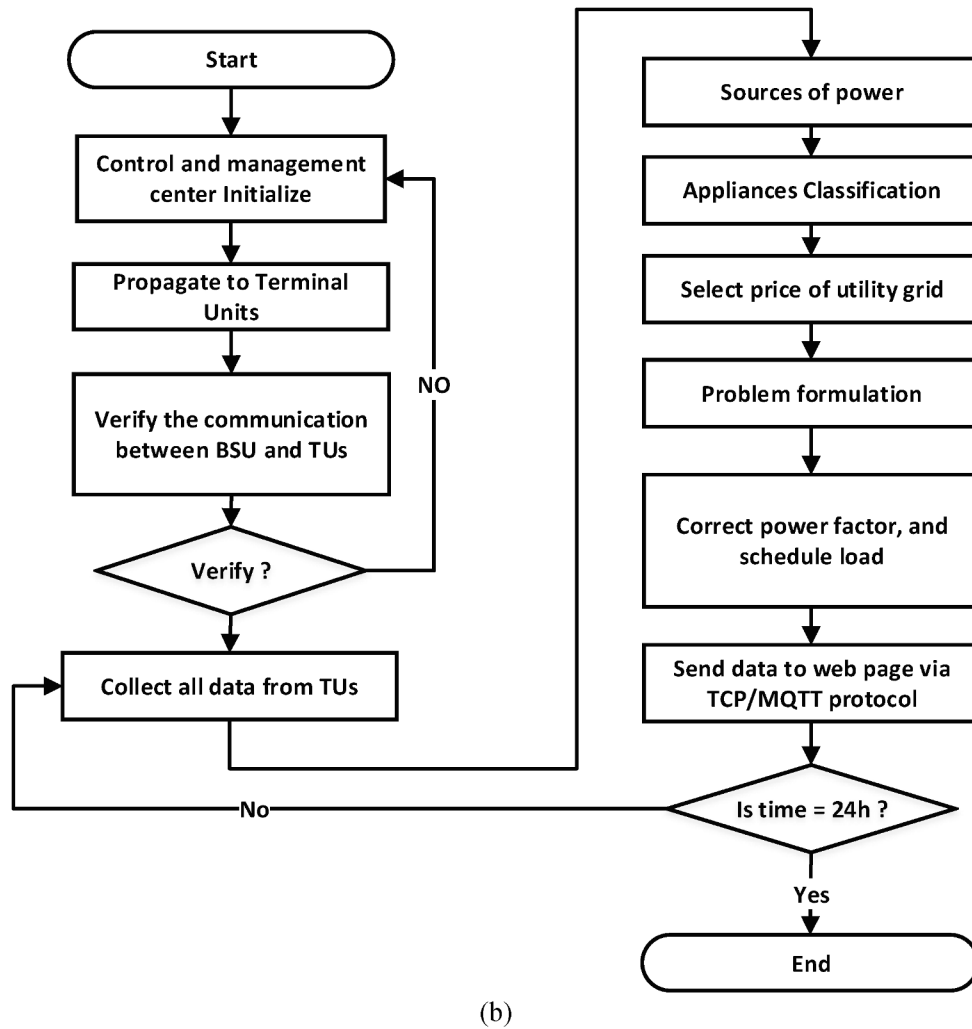 Start
Control and management
center Initialize
Propagate to Terminal
Units
Verify the communication
between BSU and TUs
NO
Verify ?
Collect all data from TUs
Sources of power
Appliances Classification
Select price of utility grid
Problem formulation
Correct power factor, and
schedule load
Send data to web page via
TCP/MQTT protocol
Is time = 24h ?
No
Yes
End
(b)